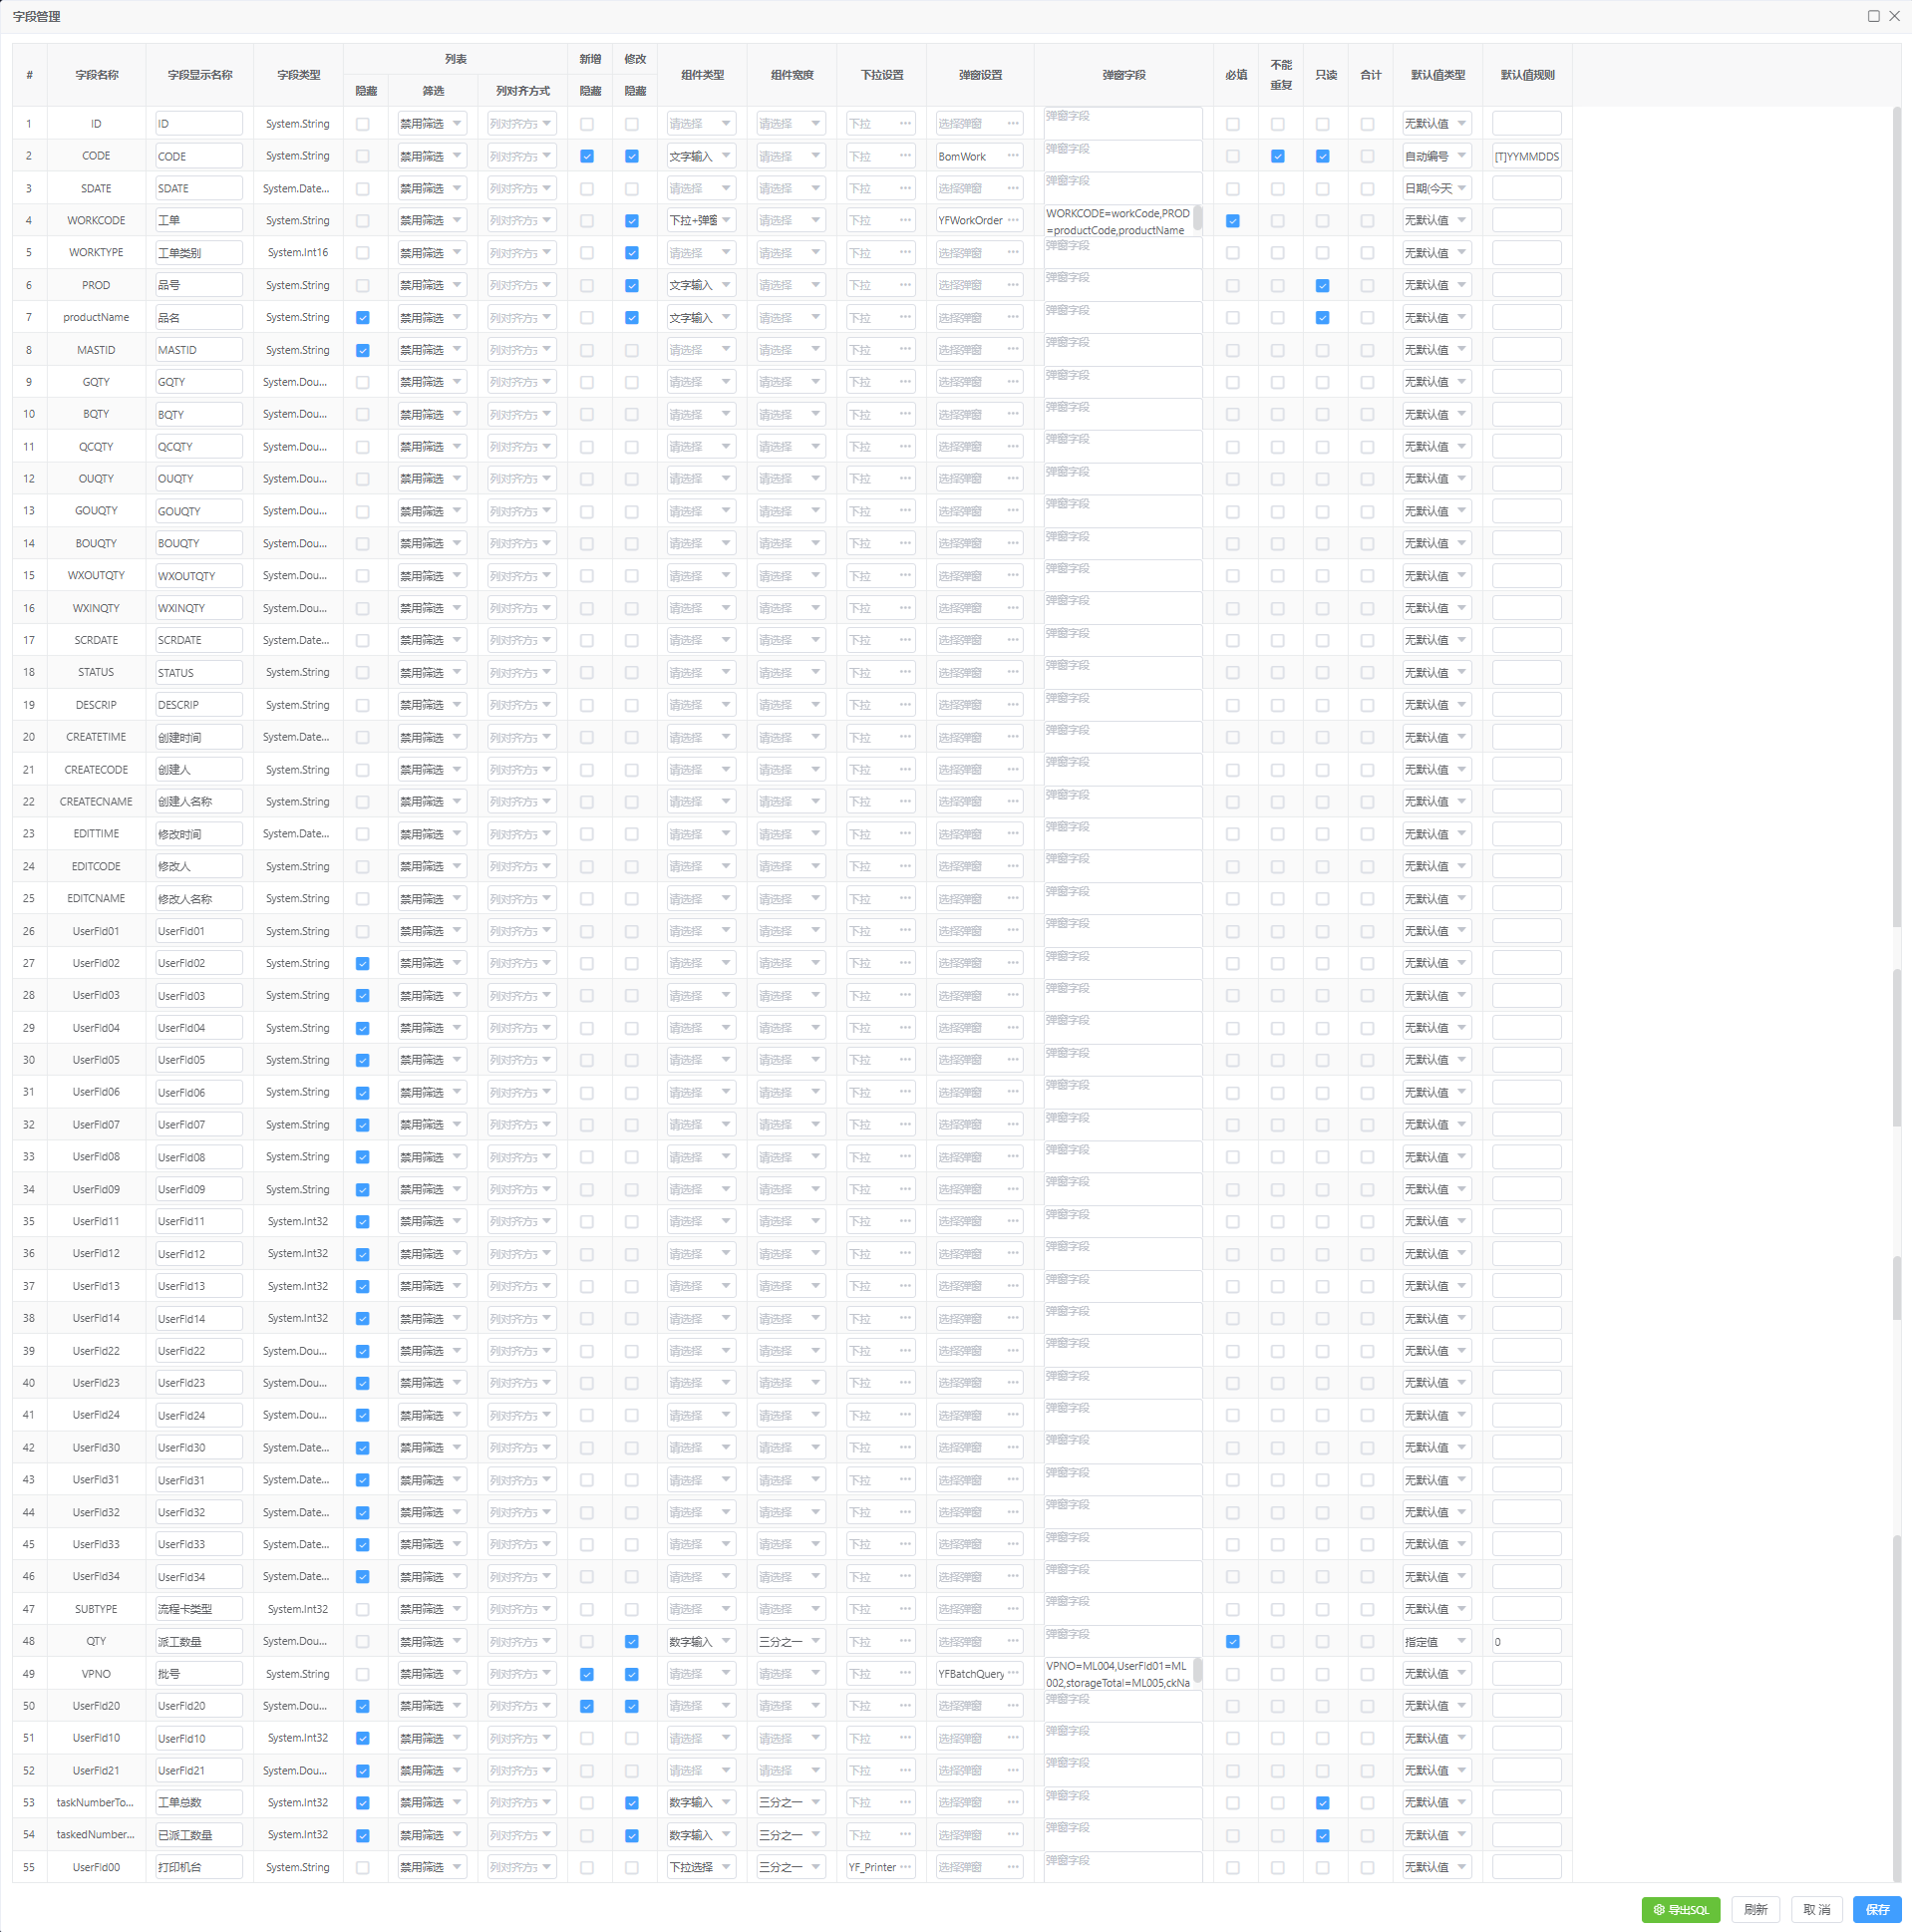 字段管理
# 字段名称 字段显示名称 字段类型 列表 新增 修改 组件类型 组件宽度 下拉设置 弹窗设置 弹窗字段 必填 不能重复 只读 合计 默认值类型 默认值规则
隐藏 筛选 列对齐方式 隐藏 隐藏
1 ID ID System.String 禁用筛选 列对齐方 请选择 请选择 下拉 ··· 选择弹窗 ··· 弹窗字段 无默认值
2 CODE CODE System.String 禁用筛选 列对齐方 文字输入 请选择 下拉 ··· BomWork ··· 弹窗字段 自动编号 [T]YYMMDDS
3 SDATE SDATE System.Date... 禁用筛选 列对齐方 请选择 请选择 下拉 ··· 选择弹窗 ··· 弹窗字段 日期(今天
4 WORKCODE 工单 System.String 禁用筛选 列对齐方 下拉+弹窗 请选择 下拉 ··· YFWorkOrder ··· WORKCODE=workCode,PROD
=productCode,productName 无默认值
5 WORKTYPE 工单类别 System.Int16 禁用筛选 列对齐方 请选择 请选择 下拉 ··· 选择弹窗 ··· 弹窗字段 无默认值
6 PROD 品号 System.String 禁用筛选 列对齐方 文字输入 请选择 下拉 ··· 选择弹窗 ··· 弹窗字段 无默认值
7 productName 品名 System.String 禁用筛选 列对齐方 文字输入 请选择 下拉 ··· 选择弹窗 ··· 弹窗字段 无默认值
8 MASTID MASTID System.String 禁用筛选 列对齐方 请选择 请选择 下拉 ··· 选择弹窗 ··· 弹窗字段 无默认值
9 GQTY GQTY System.Dou... 禁用筛选 列对齐方 请选择 请选择 下拉 ··· 选择弹窗 ··· 弹窗字段 无默认值
10 BQTY BQTY System.Dou... 禁用筛选 列对齐方 请选择 请选择 下拉 ··· 选择弹窗 ··· 弹窗字段 无默认值
11 QCQTY QCQTY System.Dou... 禁用筛选 列对齐方 请选择 请选择 下拉 ··· 选择弹窗 ··· 弹窗字段 无默认值
12 OUQTY OUQTY System.Dou... 禁用筛选 列对齐方 请选择 请选择 下拉 ··· 选择弹窗 ··· 弹窗字段 无默认值
13 GOUQTY GOUQTY System.Dou... 禁用筛选 列对齐方 请选择 请选择 下拉 ··· 选择弹窗 ··· 弹窗字段 无默认值
14 BOUQTY BOUQTY System.Dou... 禁用筛选 列对齐方 请选择 请选择 下拉 ··· 选择弹窗 ··· 弹窗字段 无默认值
15 WXOUTQTY WXOUTQTY System.Dou... 禁用筛选 列对齐方 请选择 请选择 下拉 ··· 选择弹窗 ··· 弹窗字段 无默认值
16 WXINQTY WXINQTY System.Dou... 禁用筛选 列对齐方 请选择 请选择 下拉 ··· 选择弹窗 ··· 弹窗字段 无默认值
17 SCRDATE SCRDATE System.Date... 禁用筛选 列对齐方 请选择 请选择 下拉 ··· 选择弹窗 ··· 弹窗字段 无默认值
18 STATUS STATUS System.String 禁用筛选 列对齐方 请选择 请选择 下拉 ··· 选择弹窗 ··· 弹窗字段 无默认值
19 DESCRIP DESCRIP System.String 禁用筛选 列对齐方 请选择 请选择 下拉 ··· 选择弹窗 ··· 弹窗字段 无默认值
20 CREATETIME 创建时间 System.Date... 禁用筛选 列对齐方 请选择 请选择 下拉 ··· 选择弹窗 ··· 弹窗字段 无默认值
21 CREATECODE 创建人 System.String 禁用筛选 列对齐方 请选择 请选择 下拉 ··· 选择弹窗 ··· 弹窗字段 无默认值
22 CREATECNAME 创建人名称 System.String 禁用筛选 列对齐方 请选择 请选择 下拉 ··· 选择弹窗 ··· 弹窗字段 无默认值
23 EDITTIME 修改时间 System.Date... 禁用筛选 列对齐方 请选择 请选择 下拉 ··· 选择弹窗 ··· 弹窗字段 无默认值
24 EDITCODE 修改人 System.String 禁用筛选 列对齐方 请选择 请选择 下拉 ··· 选择弹窗 ··· 弹窗字段 无默认值
25 EDITCNAME 修改人名称 System.String 禁用筛选 列对齐方 请选择 请选择 下拉 ··· 选择弹窗 ··· 弹窗字段 无默认值
26 UserFld01 UserFld01 System.String 禁用筛选 列对齐方 请选择 请选择 下拉 ··· 选择弹窗 ··· 弹窗字段 无默认值
27 UserFld02 UserFld02 System.String 禁用筛选 列对齐方 请选择 请选择 下拉 ··· 选择弹窗 ··· 弹窗字段 无默认值
28 UserFld03 UserFld03 System.String 禁用筛选 列对齐方 请选择 请选择 下拉 ··· 选择弹窗 ··· 弹窗字段 无默认值
29 UserFld04 UserFld04 System.String 禁用筛选 列对齐方 请选择 请选择 下拉 ··· 选择弹窗 ··· 弹窗字段 无默认值
30 UserFld05 UserFld05 System.String 禁用筛选 列对齐方 请选择 请选择 下拉 ··· 选择弹窗 ··· 弹窗字段 无默认值
31 UserFld06 UserFld06 System.String 禁用筛选 列对齐方 请选择 请选择 下拉 ··· 选择弹窗 ··· 弹窗字段 无默认值
32 UserFld07 UserFld07 System.String 禁用筛选 列对齐方 请选择 请选择 下拉 ··· 选择弹窗 ··· 弹窗字段 无默认值
33 UserFld08 UserFld08 System.String 禁用筛选 列对齐方 请选择 请选择 下拉 ··· 选择弹窗 ··· 弹窗字段 无默认值
34 UserFld09 UserFld09 System.String 禁用筛选 列对齐方 请选择 请选择 下拉 ··· 选择弹窗 ··· 弹窗字段 无默认值
35 UserFld11 UserFld11 System.Int32 禁用筛选 列对齐方 请选择 请选择 下拉 ··· 选择弹窗 ··· 弹窗字段 无默认值
36 UserFld12 UserFld12 System.Int32 禁用筛选 列对齐方 请选择 请选择 下拉 ··· 选择弹窗 ··· 弹窗字段 无默认值
37 UserFld13 UserFld13 System.Int32 禁用筛选 列对齐方 请选择 请选择 下拉 ··· 选择弹窗 ··· 弹窗字段 无默认值
38 UserFld14 UserFld14 System.Int32 禁用筛选 列对齐方 请选择 请选择 下拉 ··· 选择弹窗 ··· 弹窗字段 无默认值
39 UserFld22 UserFld22 System.Dou... 禁用筛选 列对齐方 请选择 请选择 下拉 ··· 选择弹窗 ··· 弹窗字段 无默认值
40 UserFld23 UserFld23 System.Dou... 禁用筛选 列对齐方 请选择 请选择 下拉 ··· 选择弹窗 ··· 弹窗字段 无默认值
41 UserFld24 UserFld24 System.Dou... 禁用筛选 列对齐方 请选择 请选择 下拉 ··· 选择弹窗 ··· 弹窗字段 无默认值
42 UserFld30 UserFld30 System.Date... 禁用筛选 列对齐方 请选择 请选择 下拉 ··· 选择弹窗 ··· 弹窗字段 无默认值
43 UserFld31 UserFld31 System.Date... 禁用筛选 列对齐方 请选择 请选择 下拉 ··· 选择弹窗 ··· 弹窗字段 无默认值
44 UserFld32 UserFld32 System.Date... 禁用筛选 列对齐方 请选择 请选择 下拉 ··· 选择弹窗 ··· 弹窗字段 无默认值
45 UserFld33 UserFld33 System.Date... 禁用筛选 列对齐方 请选择 请选择 下拉 ··· 选择弹窗 ··· 弹窗字段 无默认值
46 UserFld34 UserFld34 System.Date... 禁用筛选 列对齐方 请选择 请选择 下拉 ··· 选择弹窗 ··· 弹窗字段 无默认值
47 SUBTYPE 流程卡类型 System.Int32 禁用筛选 列对齐方 请选择 请选择 下拉 ··· 选择弹窗 ··· 弹窗字段 无默认值
48 QTY 派工数量 System.Dou... 禁用筛选 列对齐方 数字输入 三分之一 下拉 ··· 选择弹窗 ··· 弹窗字段 指定值 0
49 VPNO 批号 System.String 禁用筛选 列对齐方 请选择 请选择 下拉 ··· YFBatchQuery ··· VPNO=ML004,UserFld01=ML
002,storageTotal=ML005,ckNa 无默认值
50 UserFld20 UserFld20 System.Dou... 禁用筛选 列对齐方 请选择 请选择 下拉 ··· 选择弹窗 ··· 弹窗字段 无默认值
51 UserFld10 UserFld10 System.Int32 禁用筛选 列对齐方 请选择 请选择 下拉 ··· 选择弹窗 ··· 弹窗字段 无默认值
52 UserFld21 UserFld21 System.Dou... 禁用筛选 列对齐方 请选择 请选择 下拉 ··· 选择弹窗 ··· 弹窗字段 无默认值
53 taskNumberTo... 工单总数 System.Int32 禁用筛选 列对齐方 数字输入 三分之一 下拉 ··· 选择弹窗 ··· 弹窗字段 无默认值
54 taskedNumber... 已派工数量 System.Int32 禁用筛选 列对齐方 数字输入 三分之一 下拉 ··· 选择弹窗 ··· 弹窗字段 无默认值
55 UserFld00 打印机台 System.String 禁用筛选 列对齐方 下拉选择 三分之一 YF_Printer ··· 选择弹窗 ··· 弹窗字段 无默认值
导出SQL 刷新 取 消 保存